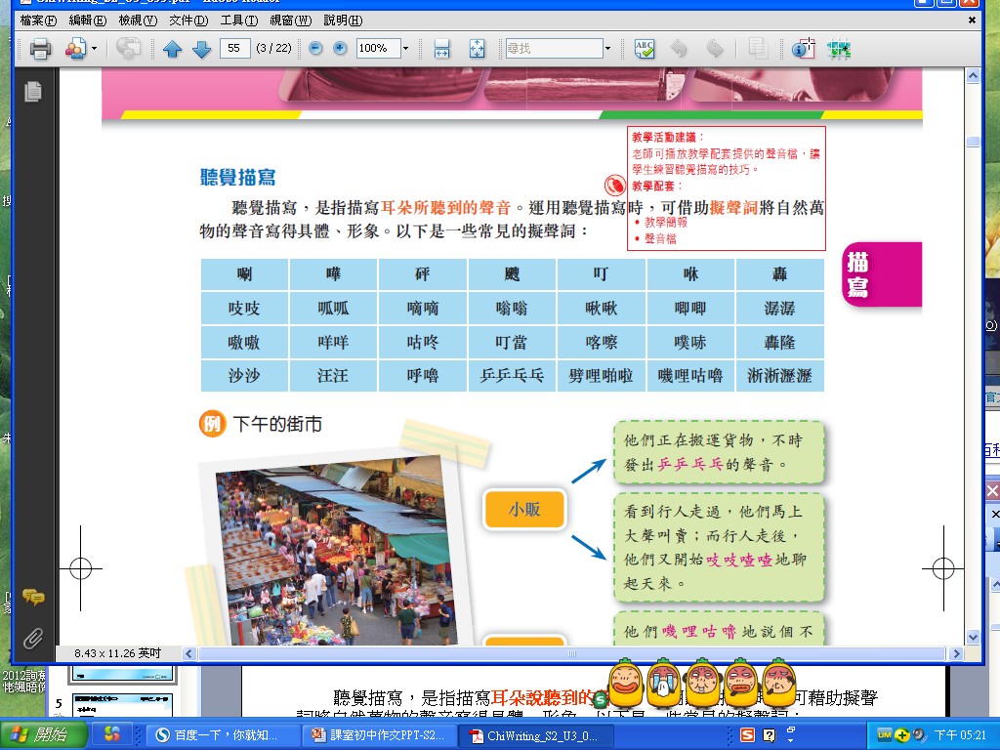 檔案(F) 編輯(E) 檢視(V) 文件(D) 工具(T) 視窗(W) 說明(H)
55 (3 / 22) 100% 尋找
教學活動建議：
老師可播放教學配套提供的聲音檔，讓
學生練習聽覺描寫的技巧。
教學配套：
• 教學簡報
• 聲音檔
聽覺描寫
聽覺描寫，是指描寫耳朵所聽到的聲音。運用聽覺描寫時，可借助擬聲詞將自然萬
物的聲音寫得具體、形象。以下是一些常見的擬聲詞：
唰 嘩 砰 颼 叮 咻 轟
吱吱 呱呱 嘀嘀 嗡嗡 啾啾 唧唧 潺潺
嗷嗷 咩咩 咕咚 叮當 喀嚓 噗哧 轟隆
沙沙 汪汪 呼嚕 乒乒乓乓 劈哩啪啦 嘰哩咕嚕 淅淅瀝瀝
描寫
例 下午的街市
小販
他們正在搬運貨物，不時
發出乒乒乓乓的聲音。
看到行人走過，他們馬上
大聲叫賣；而行人走後，
他們又開始吱吱喳喳地聊
起天來。
他們嘰哩咕嚕地說個不
8.43 x 11.26 英吋
5
聽覺描寫，是指描寫耳朵說聽到的
可藉助擬聲
開始
百度一下，你就知...
課室初中作文PPT-S2...
ChiWriting_S2_U3_0...
下午 05:21